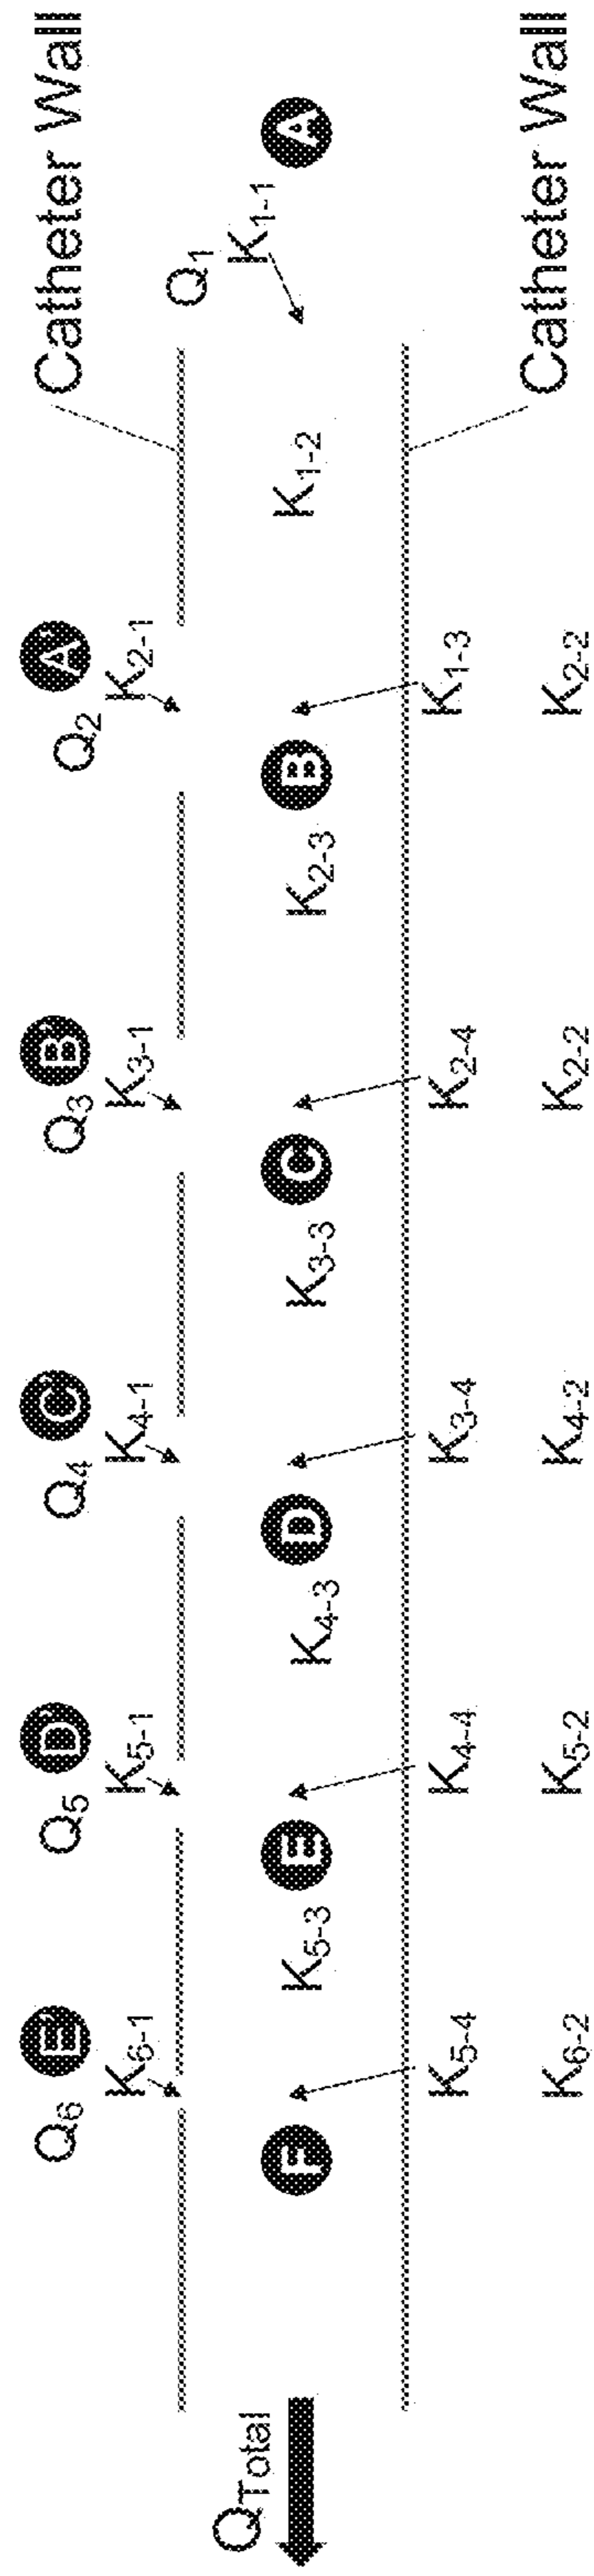 Q6 E' Q5 D' Q4 C' Q3 B' Q2 A' Catheter Wall
K6-1 K5-1 K4-1 K3-1 K2-1
Q1
QTotal K1-1
F K5-3 E K4-3 D K3-3 C K2-3 B K1-2 A
K5-4 K4-4 K3-4 K2-4 K1-3
K6-2 K5-2 K4-2 K2-2 K2-2 Catheter Wall